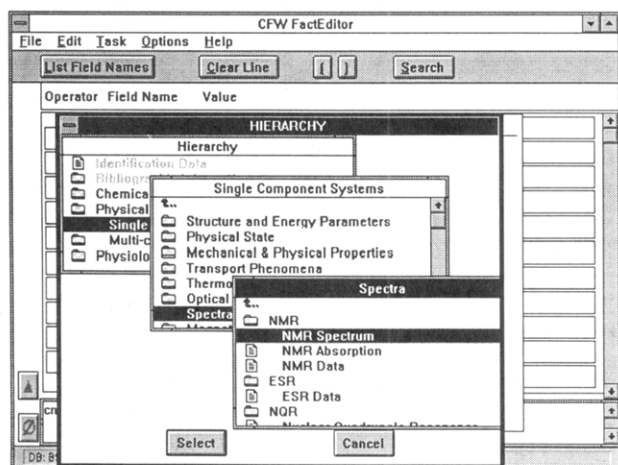 CFW FactEditor
File Edit Task Options Help
List Field Names Clear Line [ ] Search
Operator Field Name Value
HIERARCHY
Hierarchy
Identification Data
Chemica
Physical
Single
Multi-c
Physiolo
Single Component Systems
t..
Structure and Energy Parameters
Physical State
Mechanical & Physical Properties
Transport Phenomena
Thermo
Optical
Spectra
Spectra
t..
NMR
NMR Spectrum
NMR Absorption
NMR Data
ESR
ESR Data
NQR
Select Cancel
DB: